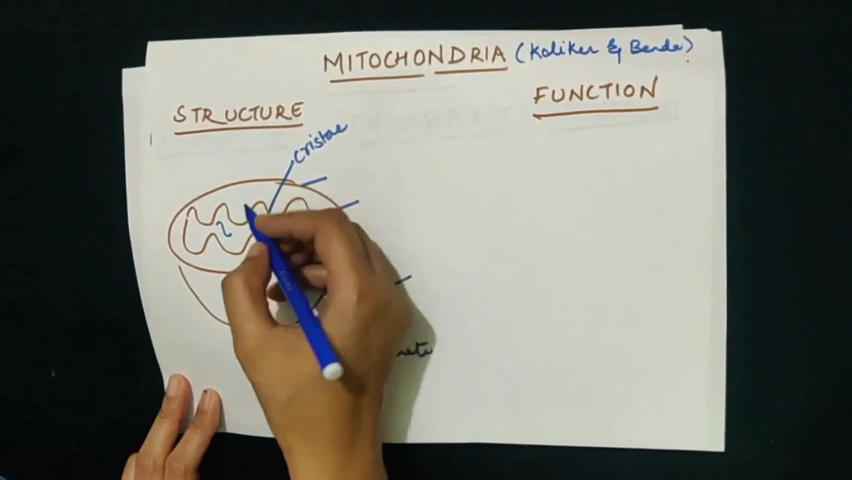 MITOCHONDRIA (Koliker & Benda)
STRUCTURE
FUNCTION
cristae